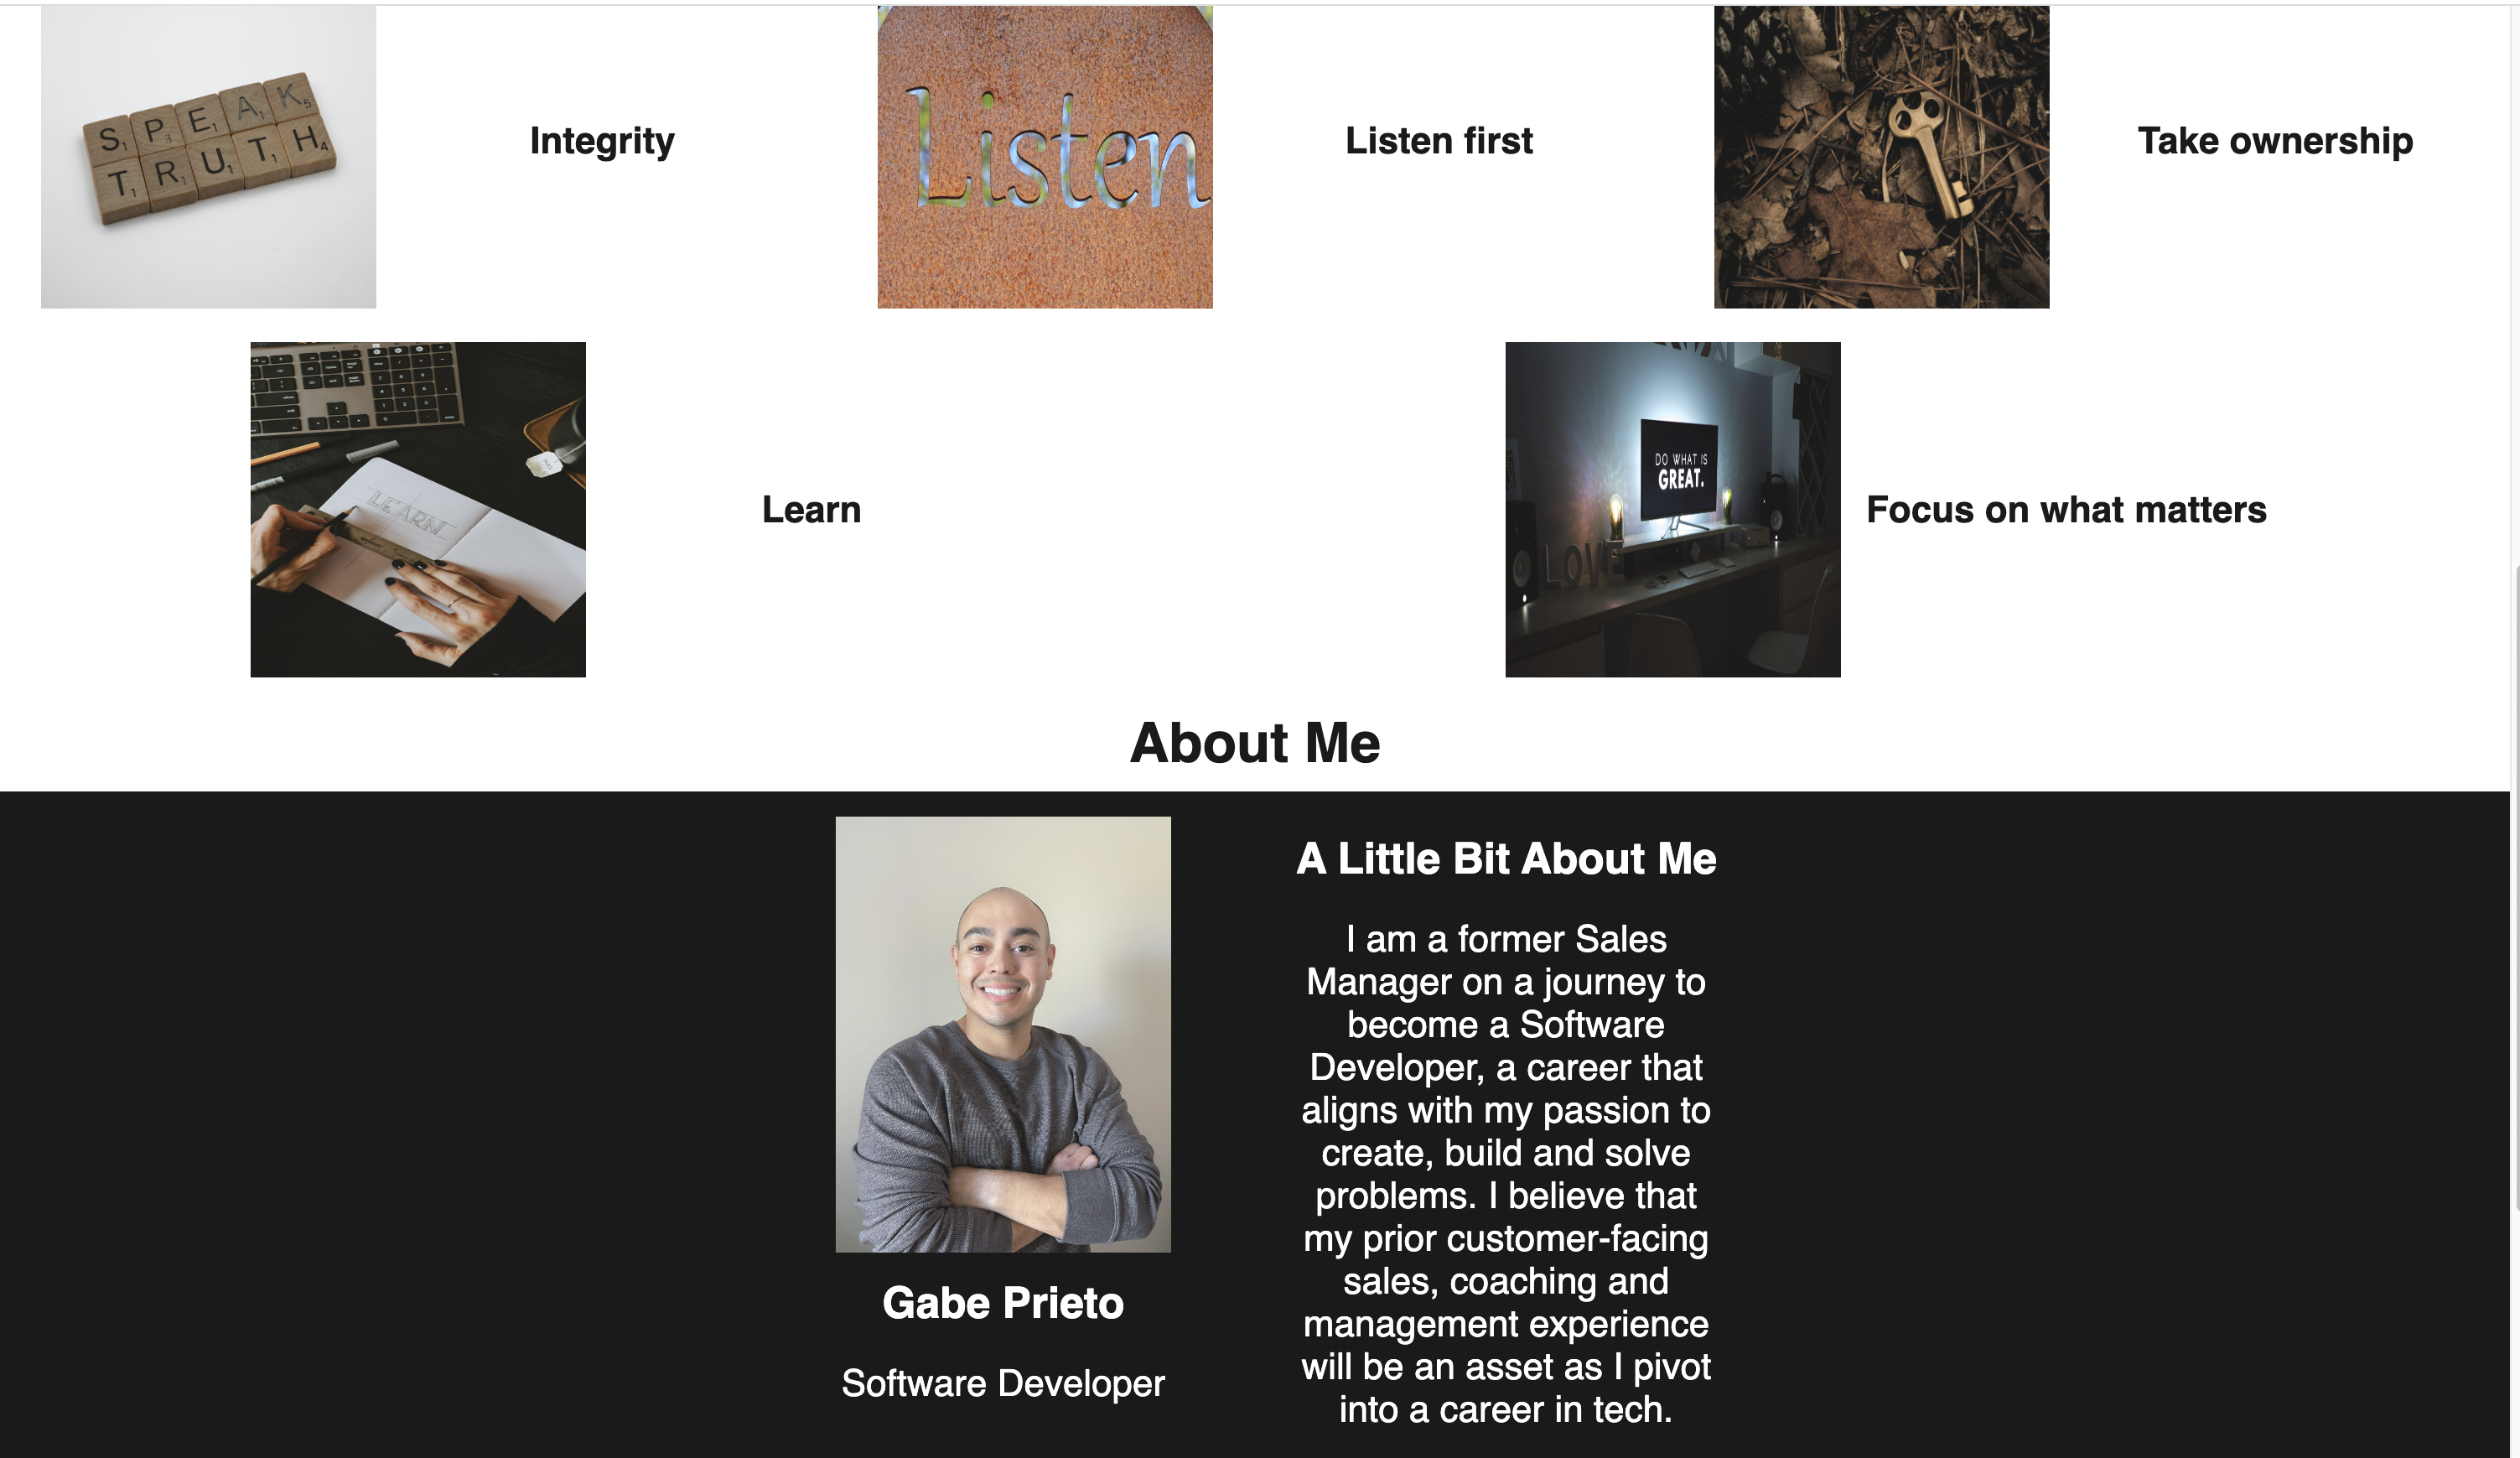 SPEAK
TRUTH
Integrity
Listen
Listen first
Take ownership
LEARN
Learn
DO WHAT IS
GREAT.
LOVE
Focus on what matters
About Me
Gabe Prieto
Software Developer
A Little Bit About Me
I am a former Sales
Manager on a journey to
become a Software
Developer, a career that
aligns with my passion to
create, build and solve
problems. I believe that
my prior customer-facing
sales, coaching and
management experience
will be an asset as I pivot
into a career in tech.